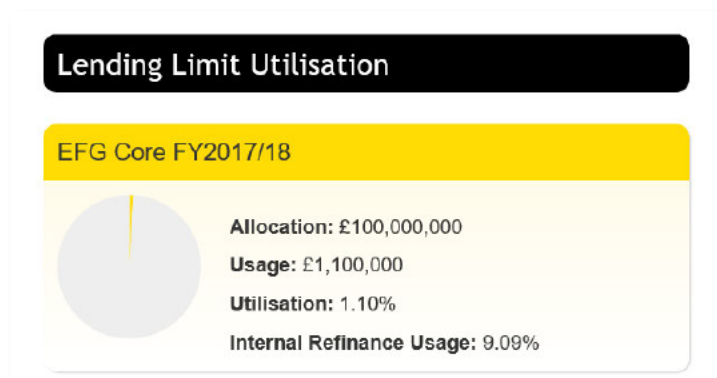 Lending Limit Utilisation
EFG Core FY2017/18
Allocation: £100,000,000
Usage: £1,100,000
Utilisation: 1.10%
Internal Refinance Usage: 9.09%